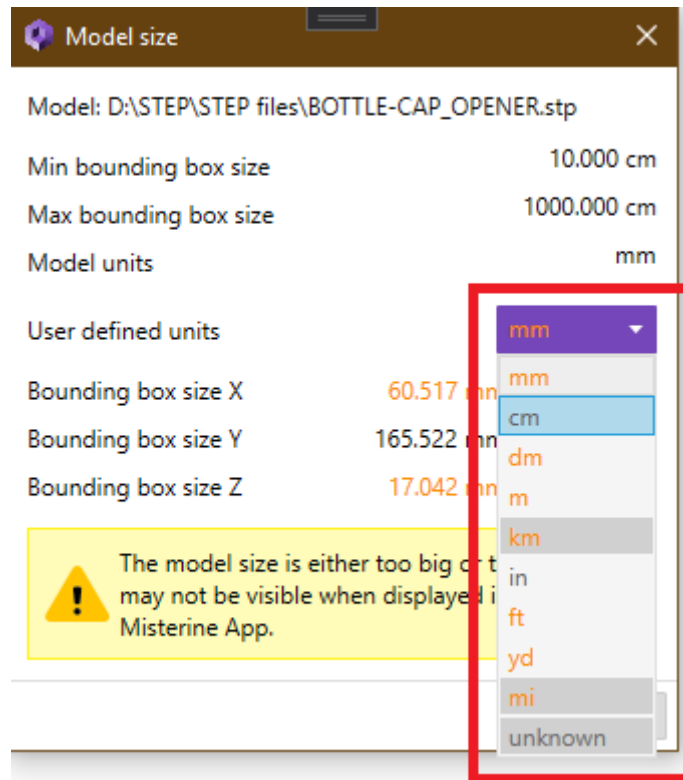 Model size
Model: D:\STEP\STEP files\BOTTLE-CAP_OPENER.stp
Min bounding box size 10.000 cm
Max bounding box size 1000.000 cm
Model units mm
User defined units mm
Bounding box size X 60.517 mm
Bounding box size Y 165.522 mm
Bounding box size Z 17.042 mm
The model size is either too big or t
may not be visible when displayed i
Misterine App.
mm
cm
dm
m
km
in
ft
yd
mi
unknown